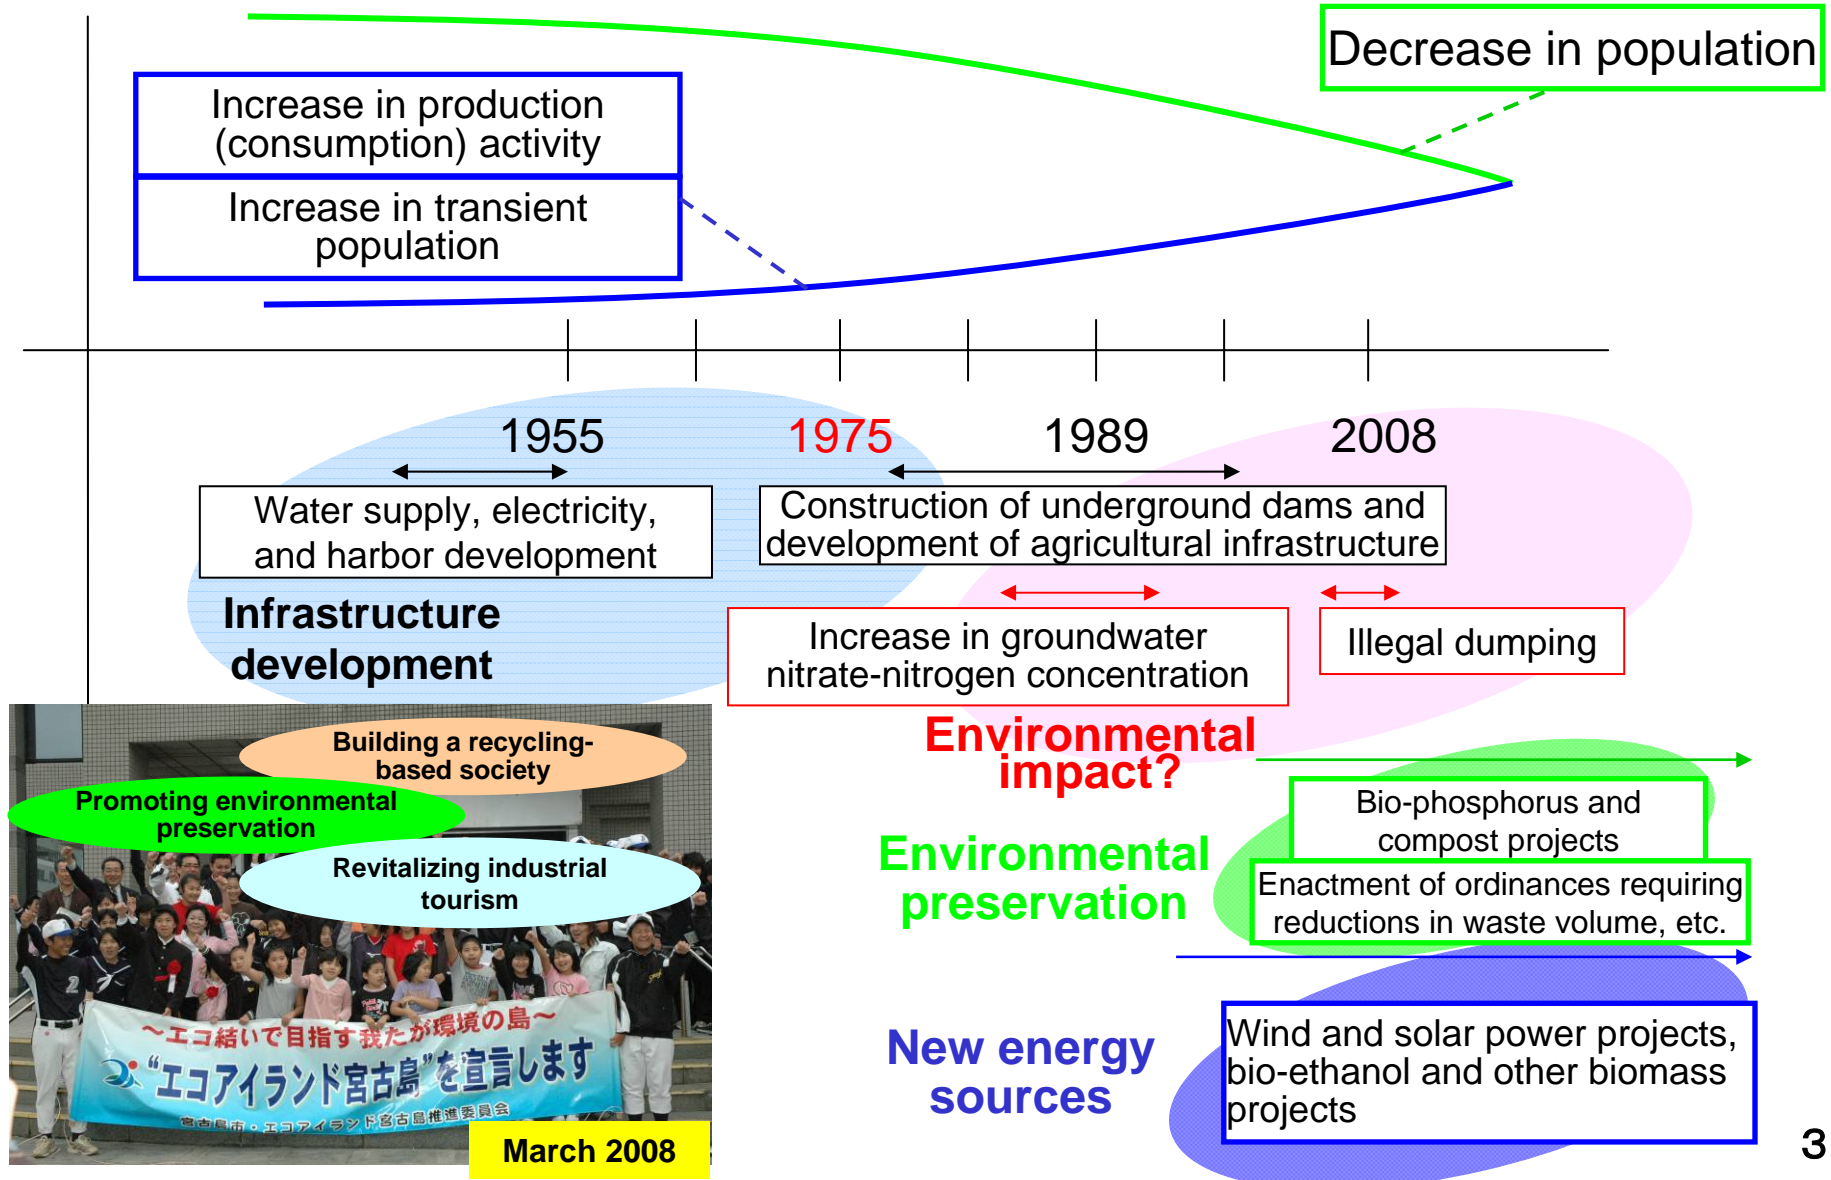 Decrease in population
Increase in production
(consumption) activity
Increase in transient
population
1955
1975
1989
2008
Water supply, electricity,
and harbor development
Construction of underground dams and
development of agricultural infrastructure
Infrastructure
development
Increase in groundwater
nitrate-nitrogen concentration
Illegal dumping
Environmental
impact?
Building a recycling-
based society
Promoting environmental
preservation
Revitalizing industrial
tourism
Bio-phosphorus and
compost projects
Environmental
preservation
Enactment of ordinances requiring
reductions in waste volume, etc.
New energy
sources
Wind and solar power projects,
bio-ethanol and other biomass
projects
2
～エコ結いで目指す我たが環境の島～
“エコアイランド宮古島”を宣言します
宮古島市・エコアイランド宮古島推進委員会
March 2008
3